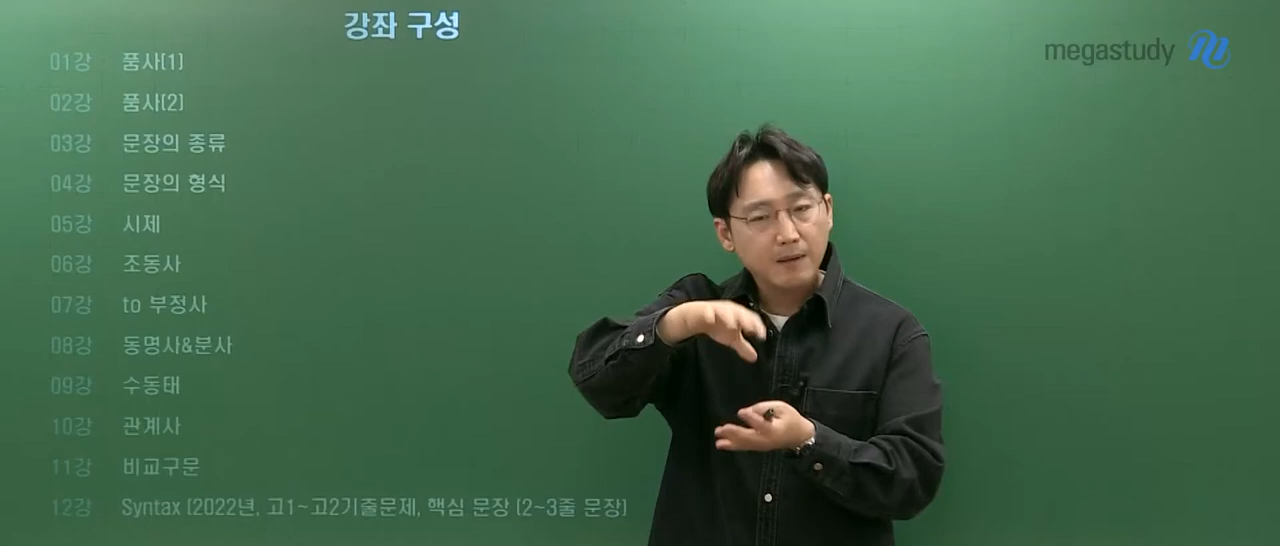 강좌 구성
megastudy
01강 품사(1)
02강 품사(2)
03강 문장의 종류
04강 문장의 형식
05강 시제
06강 조동사
07강 to 부정사
08강 동명사&분사
09강 수동태
10강 관계사
11강 비교구문
12강 Syntax (2022년, 고1~고2기출문제, 핵심 문장 (2~3줄 문장)